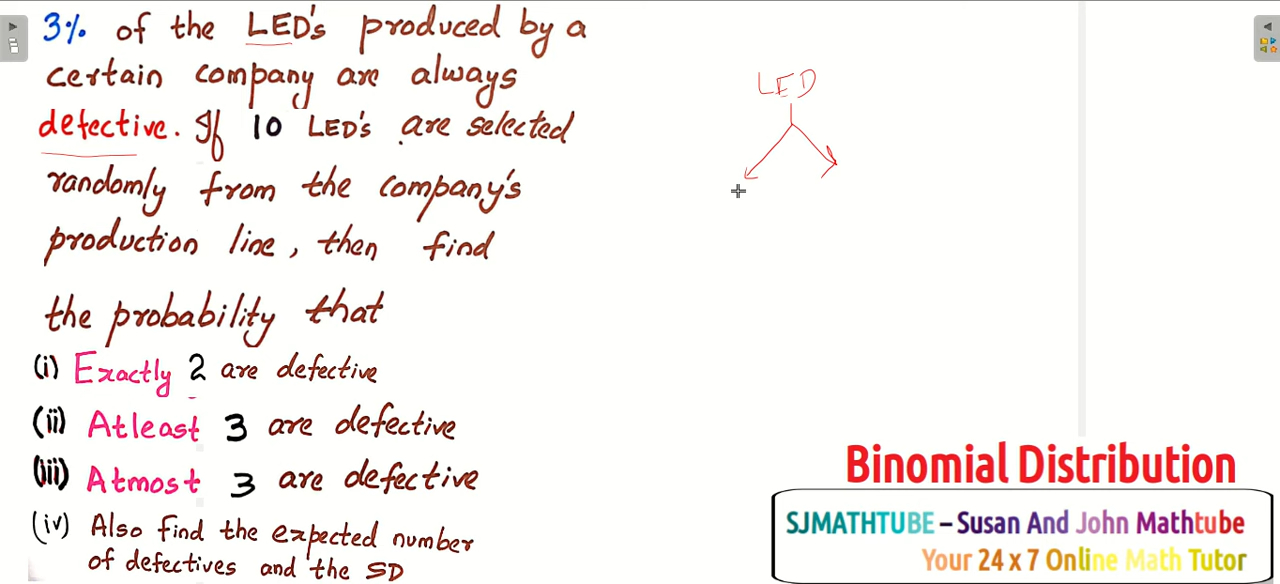 3% of the LED's produced by a
certain company are always
defective. If 10 LED's are selected
randomly from the company's
production line, then find
the probability that
(i) Exactly 2 are defective
(ii) Atleast 3 are defective
(iii) Atmost 3 are defective
(iv) Also find the expected number
of defectives and the SD
LED
Binomial Distribution
SJMATHTUBE – Susan And John Mathtube
Your 24 x 7 Online Math Tutor